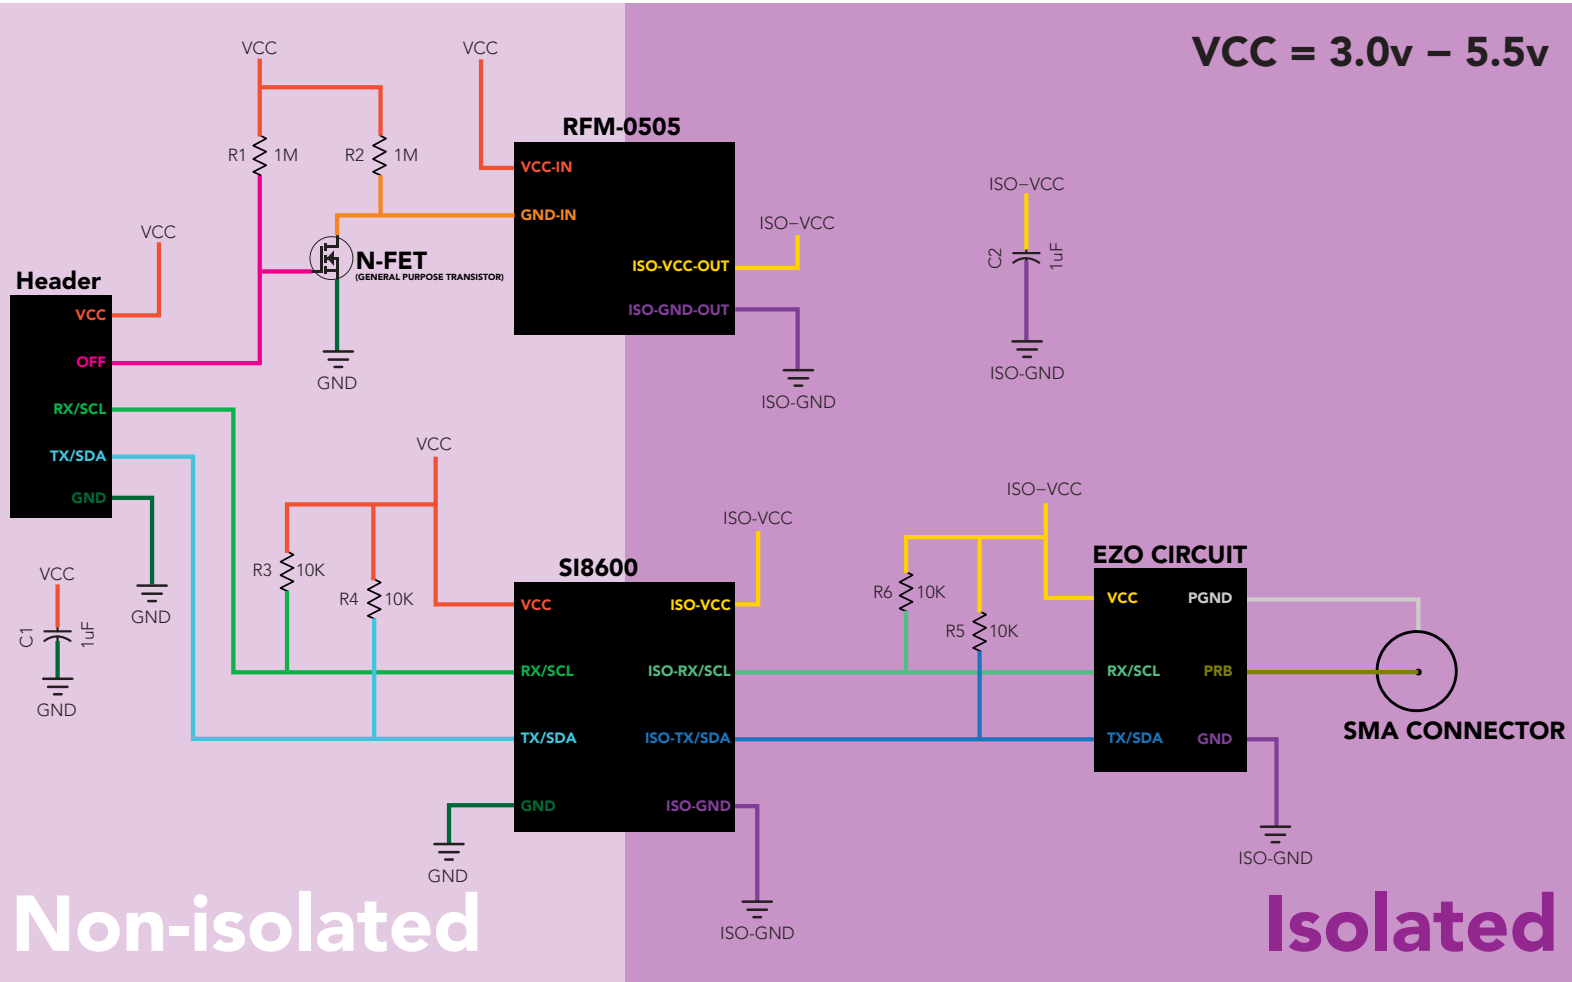 VCC = 3.0v – 5.5v
VCC
VCC
RFM-0505
R1
1M
R2
1M
VCC-IN
GND-IN
ISO-VCC-OUT
ISO-GND-OUT
ISO–VCC
ISO-GND
ISO–VCC
C2
1uF
ISO-GND
VCC
N-FET
(GENERAL PURPOSE TRANSISTOR)
GND
Header
VCC
OFF
RX/SCL
TX/SDA
GND
GND
VCC
C1
1uF
GND
VCC
R3
10K
R4
10K
SI8600
VCC
RX/SCL
TX/SDA
GND
ISO-VCC
ISO-RX/SCL
ISO-TX/SDA
ISO-GND
GND
ISO-VCC
ISO-GND
ISO–VCC
R6
10K
R5
10K
EZO CIRCUIT
VCC
RX/SCL
TX/SDA
PGND
PRB
GND
SMA CONNECTOR
ISO-GND
Non-isolated
Isolated